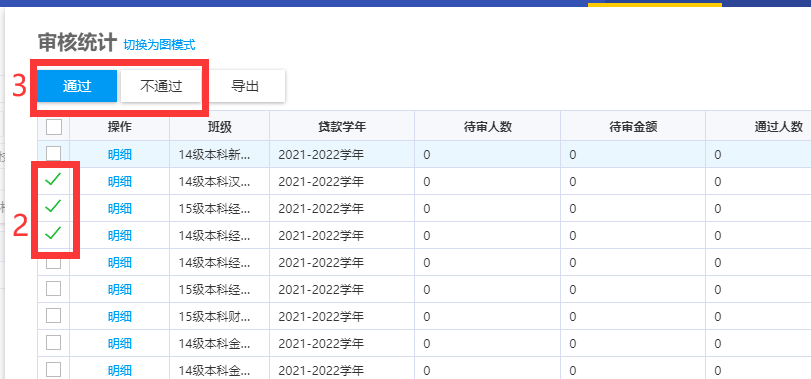 审核统计 切换为图模式
3 通过 不通过 导出
操作 班级 贷款学年 待审人数 待审金额 通过人数
明细 14级本科新... 2021-2022学年 0 0 0
明细 14级本科汉... 2021-2022学年 0 0 0
明细 15级本科经... 2021-2022学年 0 0 0
2 明细 14级本科经... 2021-2022学年 0 0 0
明细 14级本科经... 2021-2022学年 0 0 0
明细 15级本科经... 2021-2022学年 0 0 0
明细 15级本科财... 2021-2022学年 0 0 0
明细 14级本科金... 2021-2022学年 0 0 0
明细 14级本科金... 2021-2022学年 0 0 0